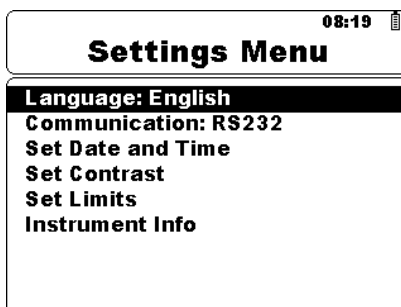 08:19
Settings Menu
Language: English
Communication: RS232
Set Date and Time
Set Contrast
Set Limits
Instrument Info